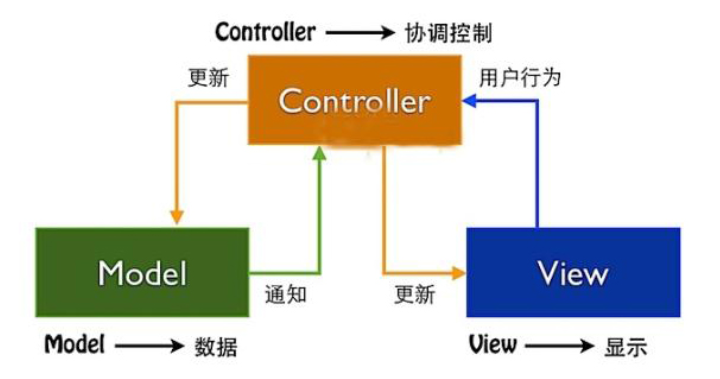 Controller → 协调控制
更新
用户行为
Controller
Model
View
通知
更新
Model → 数据
View → 显示